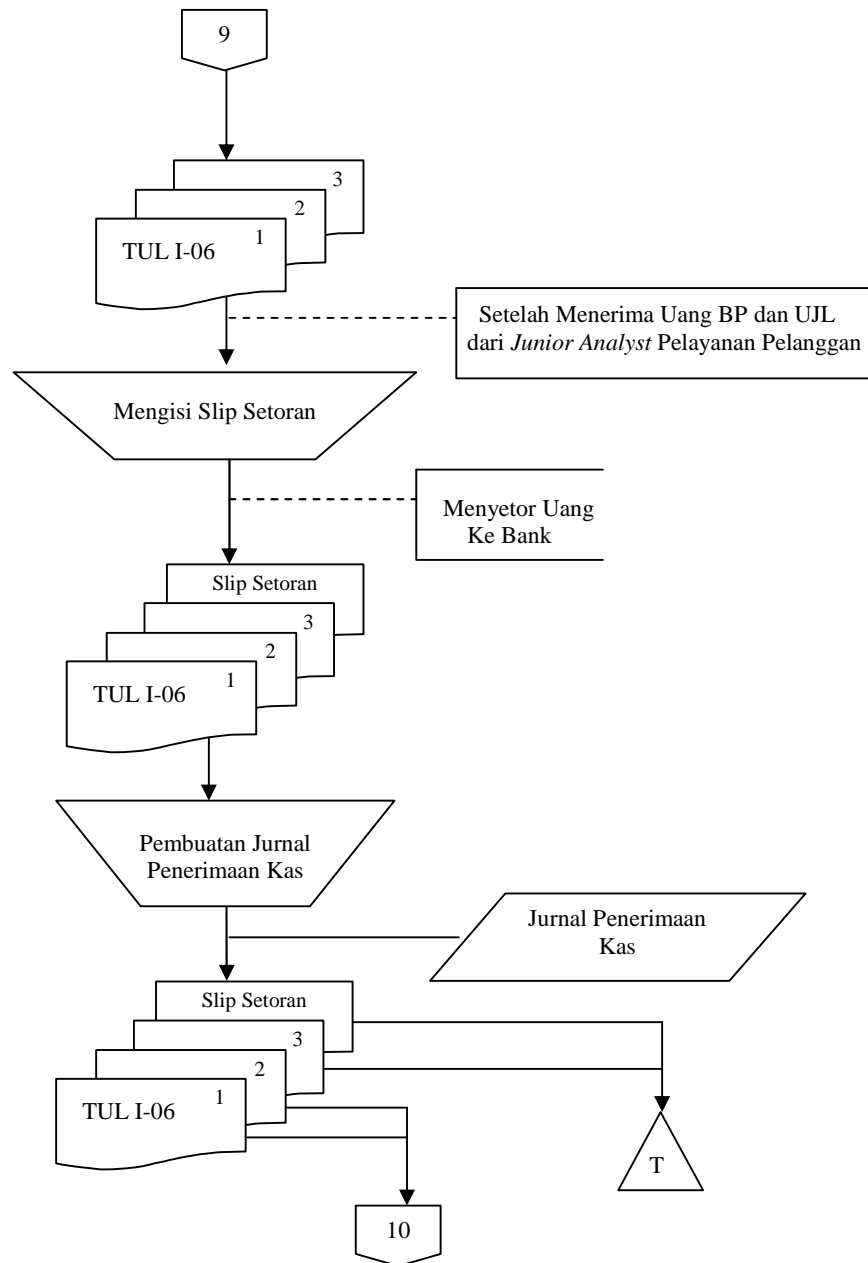 9
3
2
1
TUL I-06
Setelah Menerima Uang BP dan UJL
dari Junior Analyst Pelayanan Pelanggan
Mengisi Slip Setoran
Menyetor Uang
Ke Bank
Slip Setoran
3
2
1
TUL I-06
Pembuatan Jurnal
Penerimaan Kas
Jurnal Penerimaan
Kas
Slip Setoran
3
2
1
TUL I-06
T
10